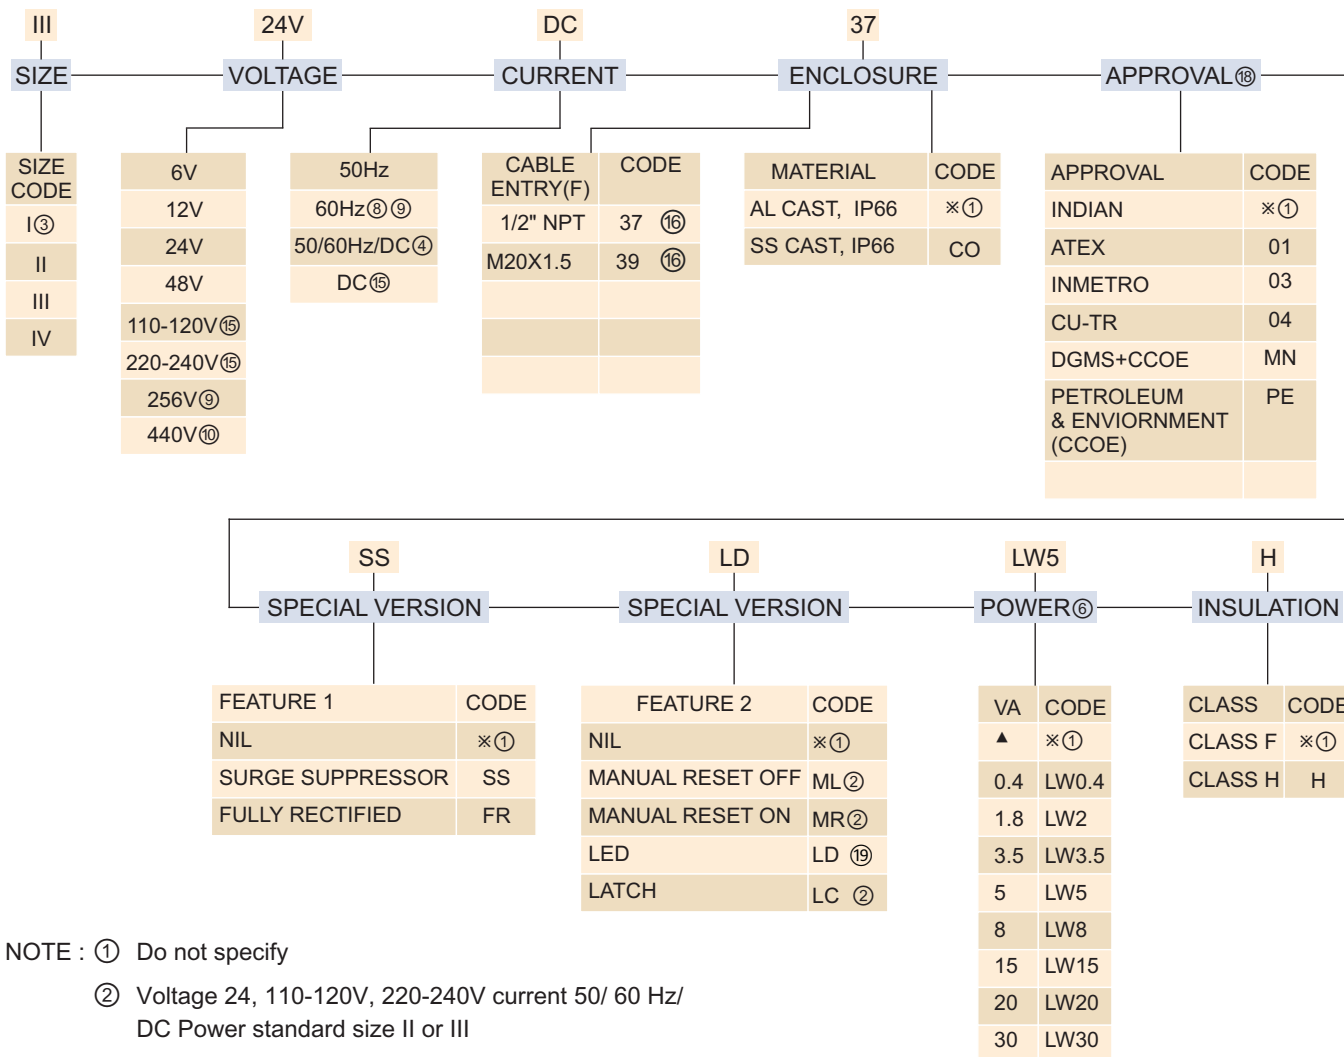 III 24V DC 37
SIZE VOLTAGE CURRENT ENCLOSURE APPROVAL⑱
SIZE CODE
I③
II
III
IV
6V
12V
24V
48V
110-120V⑮
220-240V⑮
256V⑨
440V⑩
50Hz
60Hz⑧⑨
50/60Hz/DC④
DC⑮
CABLE ENTRY(F) CODE
1/2" NPT 37 ⑯
M20X1.5 39 ⑯
MATERIAL CODE
AL CAST, IP66 ※①
SS CAST, IP66 CO
APPROVAL CODE
INDIAN ※①
ATEX 01
INMETRO 03
CU-TR 04
DGMS+CCOE MN
PETROLEUM PE
& ENVIORNMENT
(CCOE)
SS LD LW5 H
SPECIAL VERSION SPECIAL VERSION POWER⑥ INSULATION
FEATURE 1 CODE
NIL ※①
SURGE SUPPRESSOR SS
FULLY RECTIFIED FR
FEATURE 2 CODE
NIL ※①
MANUAL RESET OFF ML②
MANUAL RESET ON MR②
LED LD ⑲
LATCH LC ②
VA CODE
▲ ※①
0.4 LW0.4
1.8 LW2
3.5 LW3.5
5 LW5
8 LW8
15 LW15
20 LW20
30 LW30
CLASS CODE
CLASS F ※①
CLASS H H
NOTE : ① Do not specify
② Voltage 24, 110-120V, 220-240V current 50/ 60 Hz/
DC Power standard size II or III